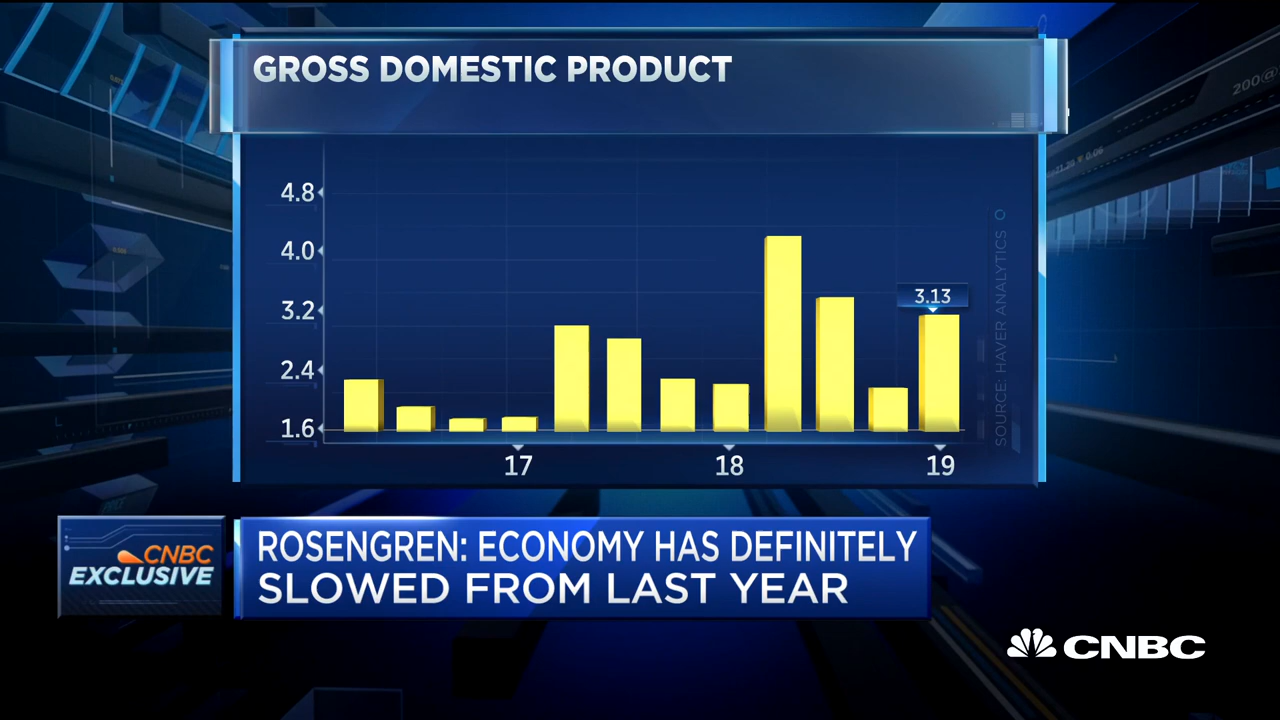 GROSS DOMESTIC PRODUCT
200@
4.8
4.0
3.2
2.4
1.6
3.13
17
18
19
SOURCE: HAVER ANALYTICS
CNBC
EXCLUSIVE
ROSENGREN: ECONOMY HAS DEFINITELY
SLOWED FROM LAST YEAR
CNBC